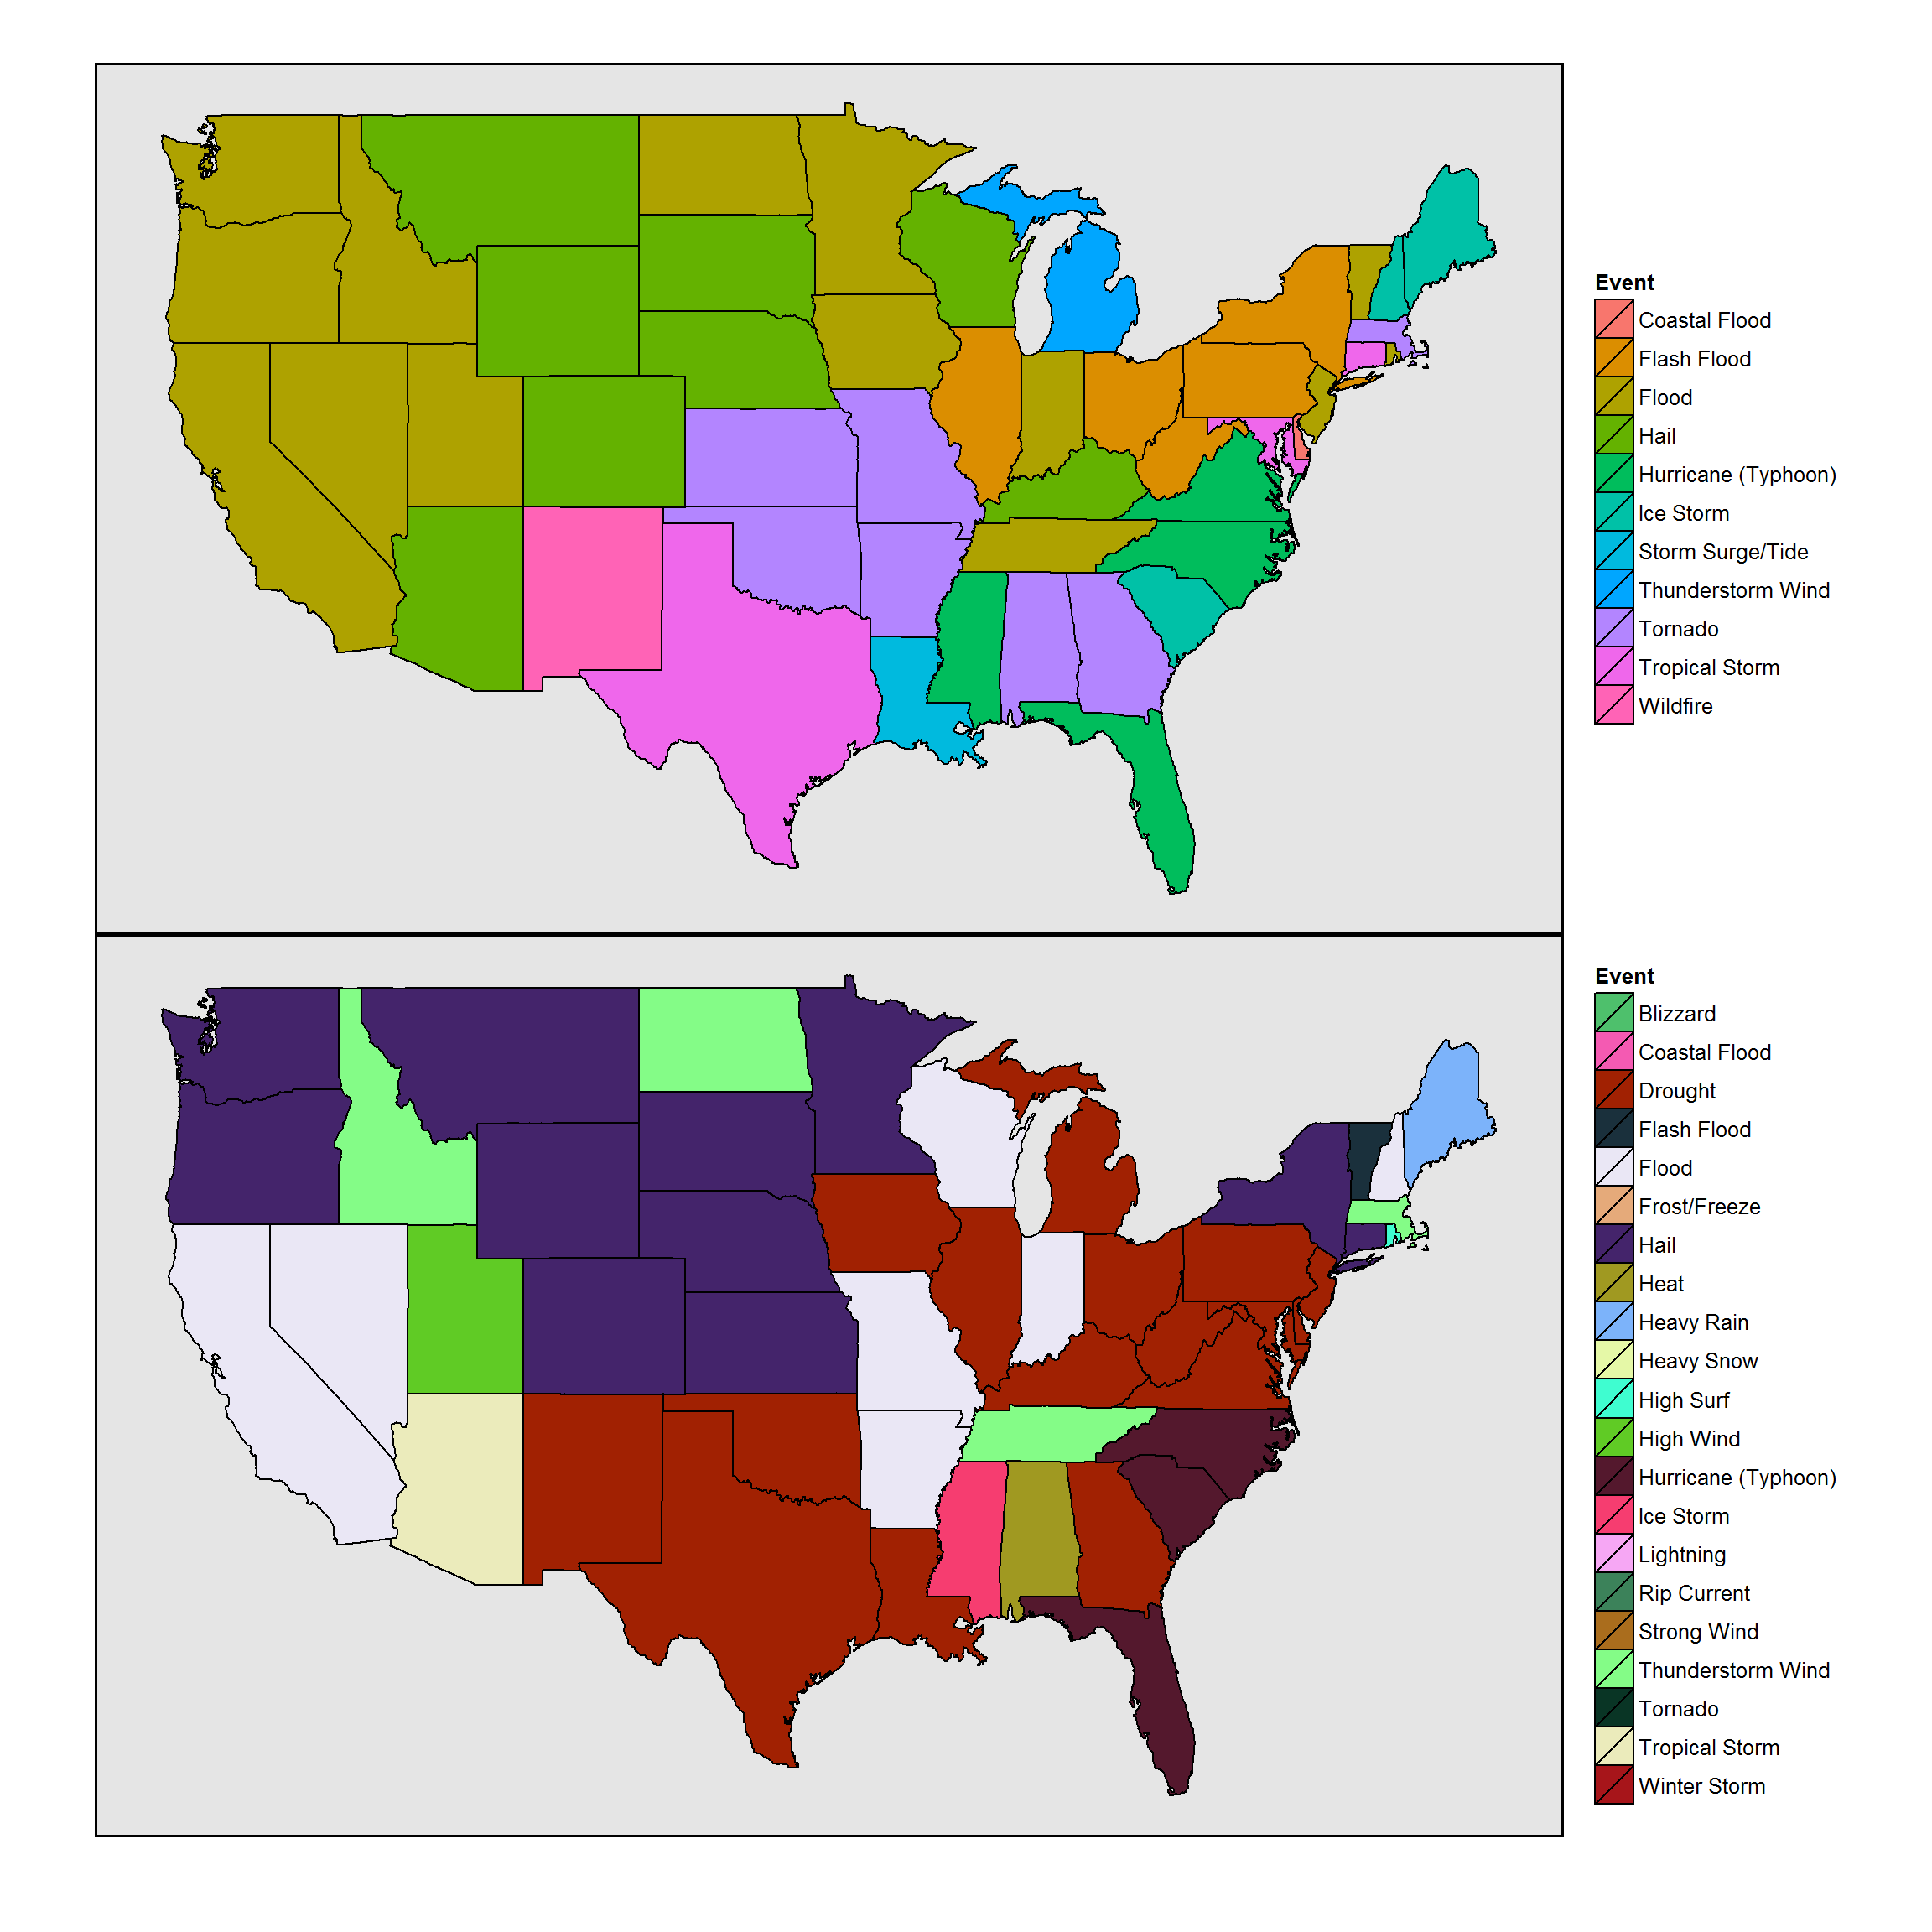 Event
Coastal Flood
Flash Flood
Flood
Hail
Hurricane (Typhoon)
Ice Storm
Storm Surge/Tide
Thunderstorm Wind
Tornado
Tropical Storm
Wildfire
Event
Blizzard
Coastal Flood
Drought
Flash Flood
Flood
Frost/Freeze
Hail
Heat
Heavy Rain
Heavy Snow
High Surf
High Wind
Hurricane (Typhoon)
Ice Storm
Lightning
Rip Current
Strong Wind
Thunderstorm Wind
Tornado
Tropical Storm
Winter Storm